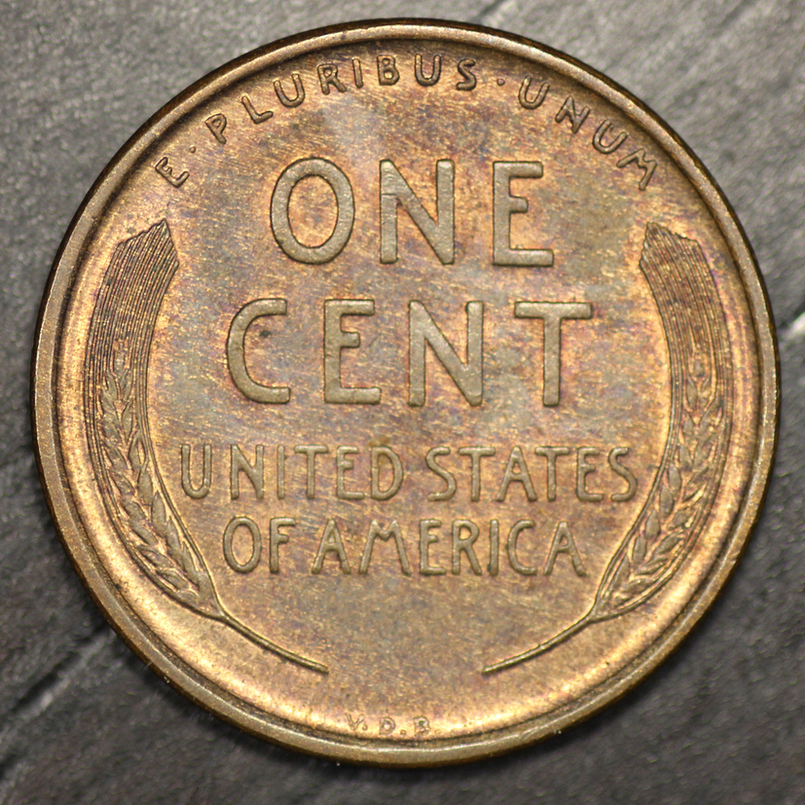 E·PLURIBUS·UNUM
ONE
CENT
UNITED STATES
OF AMERICA
V.D.B.